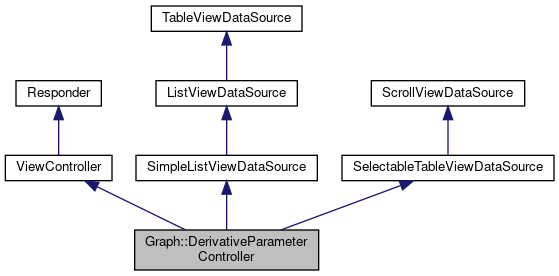 TableViewDataSource
Responder
ListViewDataSource
ScrollViewDataSource
ViewController
SimpleListViewDataSource
SelectableTableViewDataSource
Graph::DerivativeParameter
Controller